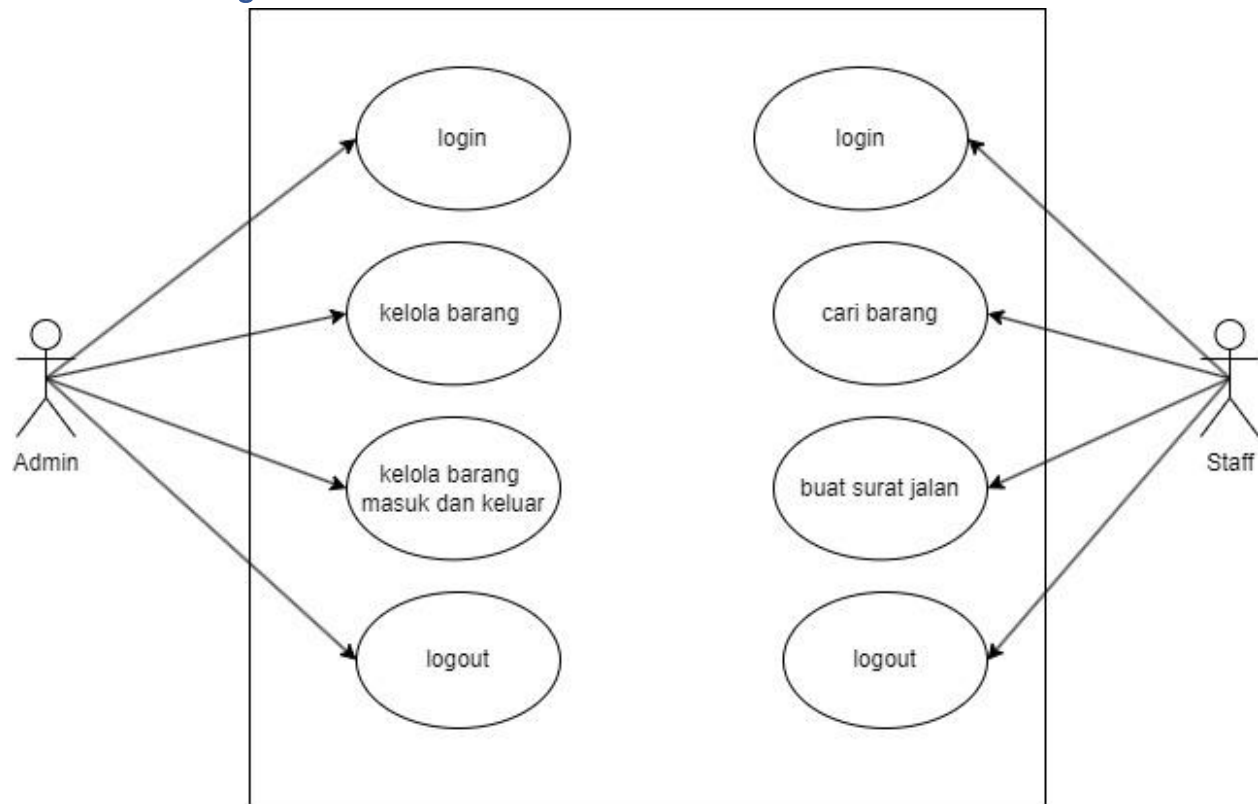 login
login
kelola barang
cari barang
Admin
kelola barang
masuk dan keluar
buat surat jalan
Staff
logout
logout